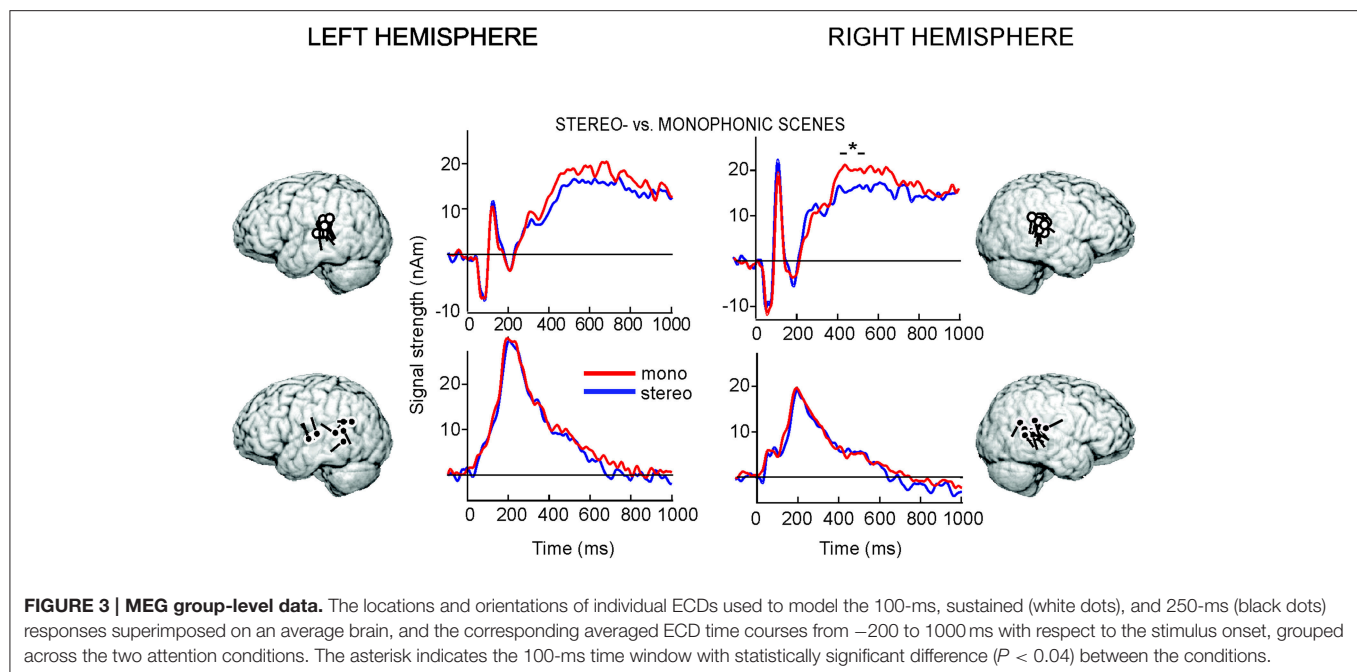 LEFT HEMISPHERE
RIGHT HEMISPHERE
STEREO- vs. MONOPHONIC SCENES
Signal strength (nAm)
20
10
-10
0 200 400 600 800 1000
20
10
-10
- * -
0 200 400 600 800 1000
20
10
mono
stereo
0 200 400 600 800 1000
Time (ms)
20
10
0 200 400 600 800 1000
Time (ms)
FIGURE 3 | MEG group-level data. The locations and orientations of individual ECDs used to model the 100-ms, sustained (white dots), and 250-ms (black dots)
responses superimposed on an average brain, and the corresponding averaged ECD time courses from −200 to 1000 ms with respect to the stimulus onset, grouped
across the two attention conditions. The asterisk indicates the 100-ms time window with statistically significant difference (P < 0.04) between the conditions.